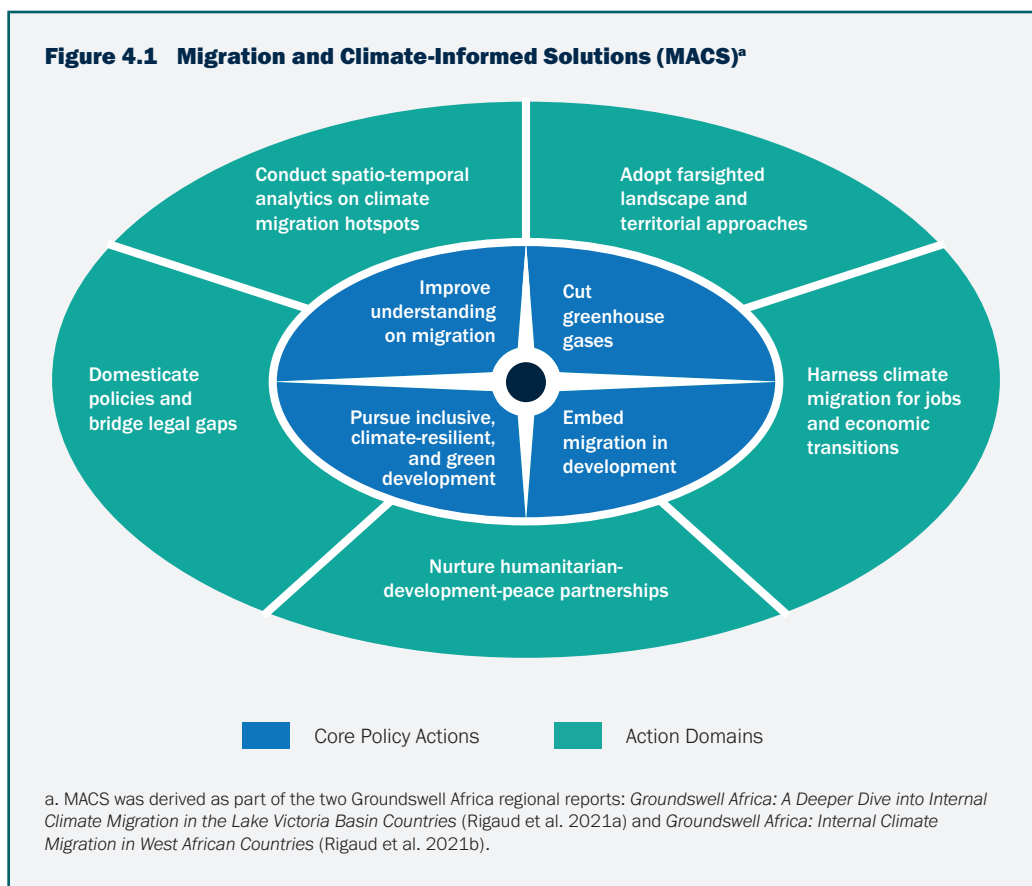 Figure 4.1 Migration and Climate-Informed Solutions (MACS)a
Conduct spatio-temporal
analytics on climate
migration hotspots
Adopt farsighted
landscape and
territorial approaches
Improve
understanding
on migration
Cut
greenhouse
gases
Domesticate
policies and
bridge legal gaps
Harness climate
migration for jobs
and economic
transitions
Pursue inclusive,
climate-resilient,
and green
development
Embed
migration in
development
Nurture humanitarian-
development-peace partnerships
Core Policy Actions
Action Domains
a. MACS was derived as part of the two Groundswell Africa regional reports: Groundswell Africa: A Deeper Dive into Internal
Climate Migration in the Lake Victoria Basin Countries (Rigaud et al. 2021a) and Groundswell Africa: Internal Climate
Migration in West African Countries (Rigaud et al. 2021b).